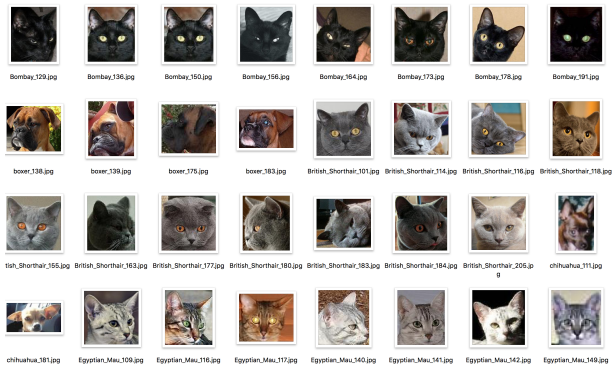 Bombay_129.jpg
Bombay_136.jpg
Bombay_150.jpg
Bombay_156.jpg
Bombay_164.jpg
Bombay_173.jpg
Bombay_178.jpg
Bombay_191.jpg
boxer_138.jpg
boxer_139.jpg
boxer_175.jpg
boxer_183.jpg
British_Shorthair_101.jpg
British_Shorthair_114.jpg
British_Shorthair_116.jpg
British_Shorthair_118.jpg
tish_Shorthair_155.jpg
British_Shorthair_163.jpg
British_Shorthair_177.jpg
British_Shorthair_180.jpg
British_Shorthair_183.jpg
British_Shorthair_184.jpg
British_Shorthair_205.jp
g
chihuahua_111.jpg
chihuahua_181.jpg
Egyptian_Mau_109.jpg
Egyptian_Mau_116.jpg
Egyptian_Mau_117.jpg
Egyptian_Mau_140.jpg
Egyptian_Mau_141.jpg
Egyptian_Mau_142.jpg
Egyptian_Mau_149.jpg